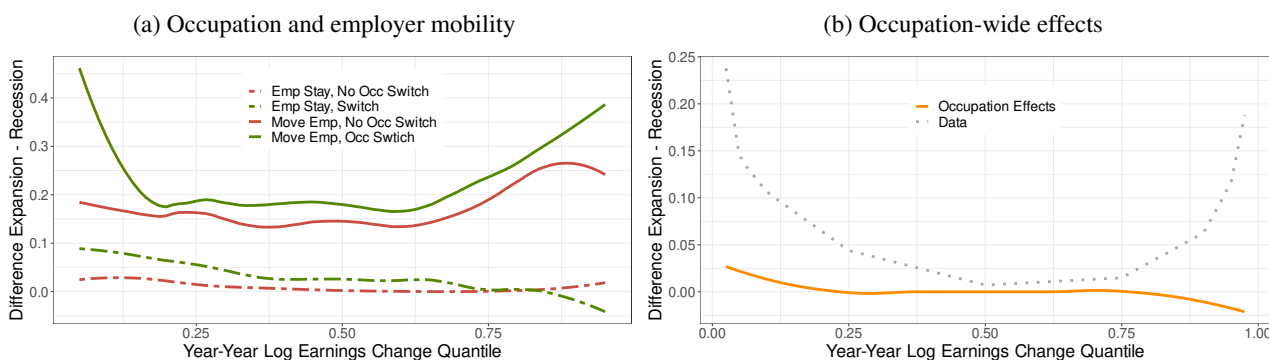 (a) Occupation and employer mobility
Difference Expansion - Recession
0.4
0.3
0.2
0.1
0.0
Emp Stay, No Occ Switch
Emp Stay, Switch
Move Emp, No Occ Switch
Move Emp, Occ Swtich
0.25
0.50
0.75
Year-Year Log Earnings Change Quantile
(b) Occupation-wide effects
Difference Expansion - Recession
0.25
0.20
0.15
0.10
0.05
0.00
Occupation Effects
Data
0.00
0.25
0.50
0.75
1.00
Year-Year Log Earnings Change Quantile